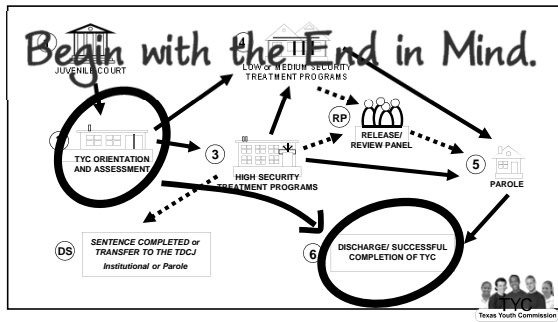 Begin with the End in Mind.
JUVENILE COURT
4
LOW or MEDIUM SECURITY
TREATMENT PROGRAMS
RP
RELEASE/
REVIEW PANEL
TYC ORIENTATION
AND ASSESSMENT
3
HIGH SECURITY
TREATMENT PROGRAMS
5
PAROLE
DS
SENTENCE COMPLETED or
TRANSFER TO THE TDCJ
Institutional or Parole
6
DISCHARGE/ SUCCESSFUL
COMPLETION OF TYC
TYC
Texas Youth Commission